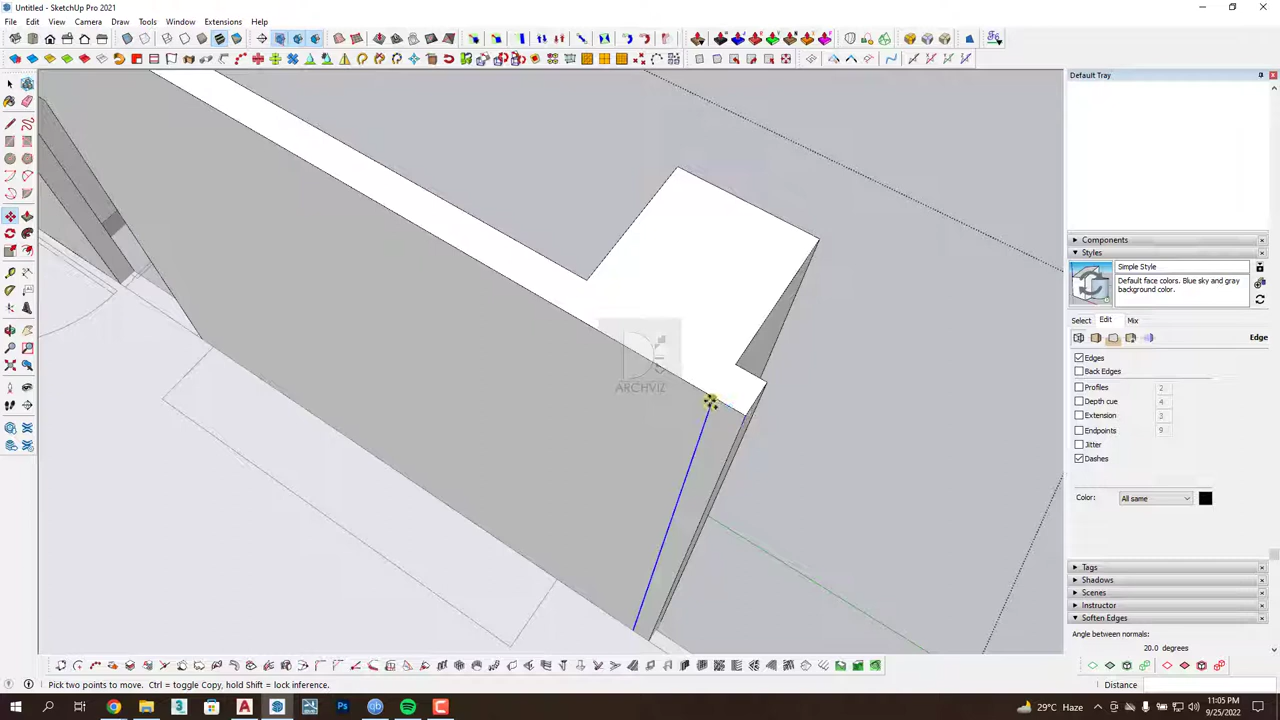 Untitled - SketchUp Pro 2021
File Edit View Camera Draw Tools Window Extensions Help
Default Tray
Components
Styles
Simple Style
Default face colors. Blue sky and gray
background color.
Select Edit Mix
Edge
Edges
Back Edges
Profiles 2
Depth cue 4
Extension 3
Endpoints 9
Jitter
Dashes
Color: All same
ARCHVIZ
Tags
Shadows
Scenes
Instructor
Soften Edges
Angle between normals:
20.0 degrees
Pick two points to move. Ctrl = toggle Copy, hold Shift = lock inference.
Distance
29°C Haze
11:05 PM
9/25/2022